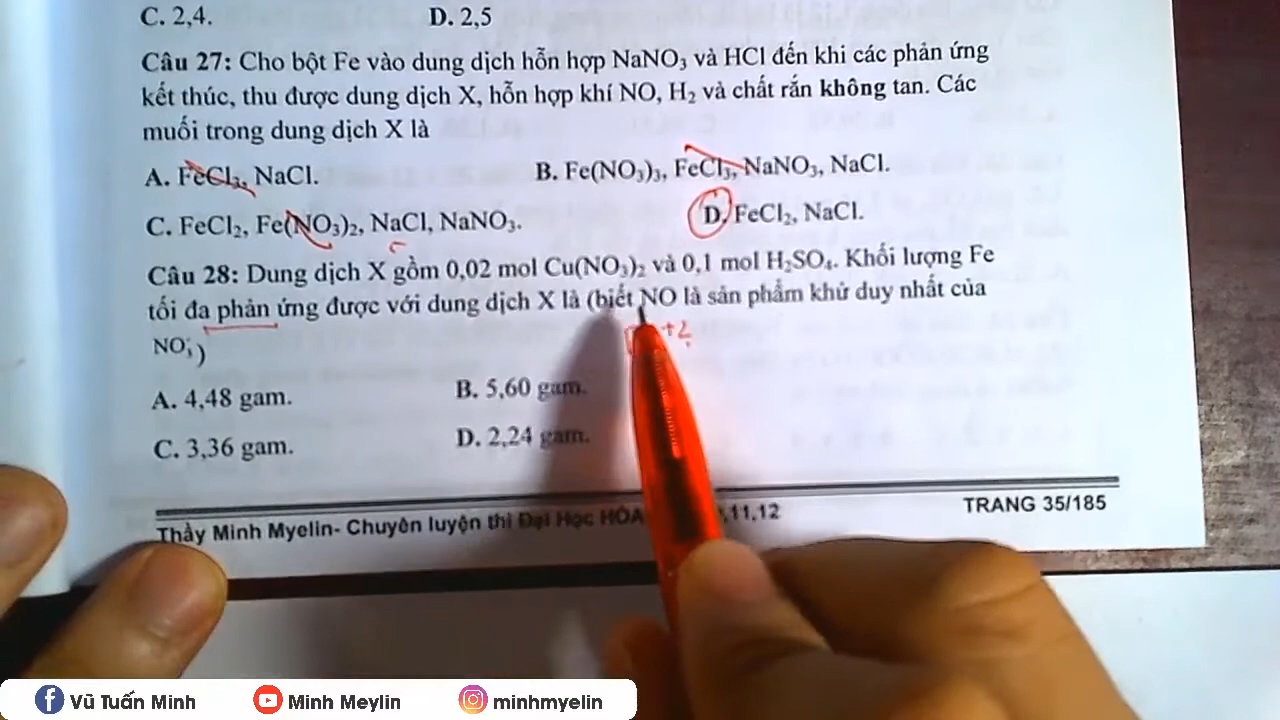 C. 2,4. D. 2,5
Câu 27: Cho bột Fe vào dung dịch hỗn hợp NaNO₃ và HCl đến khi các phản ứng
kết thúc, thu được dung dịch X, hỗn hợp khí NO, H₂ và chất rắn không tan. Các
muối trong dung dịch X là
A. FeCl₃, NaCl. B. Fe(NO₃)₃, FeCl₃, NaNO₃, NaCl.
C. FeCl₂, Fe(NO₃)₂, NaCl, NaNO₃. D. FeCl₂, NaCl.
Câu 28: Dung dịch X gồm 0,02 mol Cu(NO₃)₂ và 0,1 mol H₂SO₄. Khối lượng Fe
tối đa phản ứng được với dung dịch X là (biết NO là sản phẩm khử duy nhất của
+2
NO₃⁻)
A. 4,48 gam. B. 5,60 gam.
C. 3,36 gam. D. 2,24 gam.
Thầy Minh Myelin- Chuyên luyện thi Đại Học HÓA ,11,12 TRANG 35/185
Vũ Tuấn Minh Minh Meylin minhmyelin